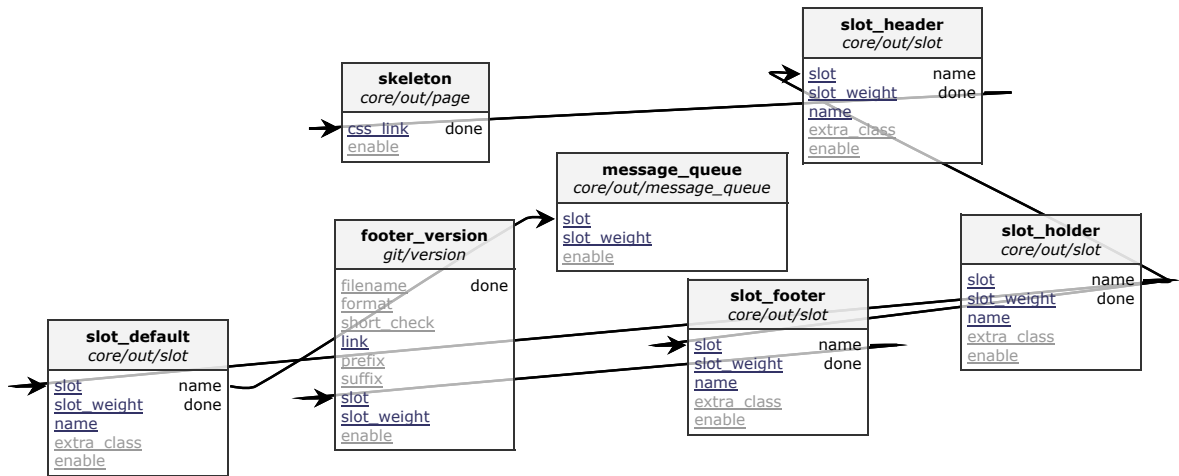 slot_header
core/out/slot
slot name
slot_weight done
name
extra_class
enable
skeleton
core/out/page
css_link done
enable
message_queue
core/out/message_queue
slot
slot_weight
enable
footer_version
git/version
filename done
format
short_check
link
prefix
suffix
slot
slot_weight
enable
slot_holder
core/out/slot
slot name
slot_weight done
name
extra_class
enable
slot_footer
core/out/slot
slot name
slot_weight done
name
extra_class
enable
slot_default
core/out/slot
slot name
slot_weight done
name
extra_class
enable